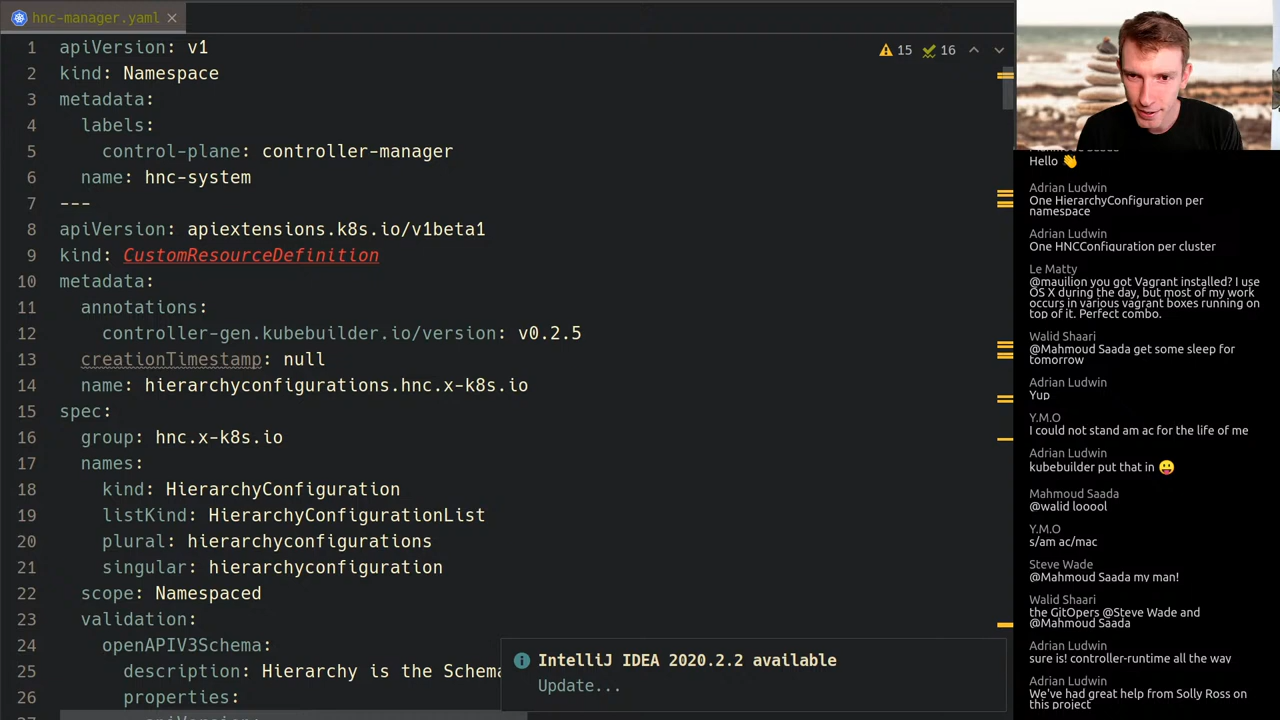 hnc-manager.yaml
15 16
1 apiVersion: v1
2 kind: Namespace
3 metadata:
4 labels:
5 control-plane: controller-manager
6 name: hnc-system
7 ---
8 apiVersion: apiextensions.k8s.io/v1beta1
9 kind: CustomResourceDefinition
10 metadata:
11 annotations:
12 controller-gen.kubebuilder.io/version: v0.2.5
13 creationTimestamp: null
14 name: hierarchyconfigurations.hnc.x-k8s.io
15 spec:
16 group: hnc.x-k8s.io
17 names:
18 kind: HierarchyConfiguration
19 listKind: HierarchyConfigurationList
20 plural: hierarchyconfigurations
21 singular: hierarchyconfiguration
22 scope: Namespaced
23 validation:
24 openAPIV3Schema:
25 description: Hierarchy is the Schema
26 properties:
IntelliJ IDEA 2020.2.2 available
Update...
Hello 👋
Adrian Ludwin
One HierarchyConfiguration per
namespace
Adrian Ludwin
One HNCConfiguration per cluster
Le Matty
@mauilion you got Vagrant installed? I use
OS X during the day, but most of my work
occurs in various vagrant boxes running on
top of it. Perfect combo.
Walid Shaari
@Mahmoud Saada get some sleep for
tomorrow
Adrian Ludwin
Yup
Y.M.O
I could not stand am ac for the life of me
Adrian Ludwin
kubebuilder put that in 😛
Mahmoud Saada
@walid looool
Y.M.O
s/am ac/mac
Steve Wade
@Mahmoud Saada my man!
Walid Shaari
the GitOpers @Steve Wade and
@Mahmoud Saada
Adrian Ludwin
sure is! controller-runtime all the way
Adrian Ludwin
We've had great help from Solly Ross on
this project